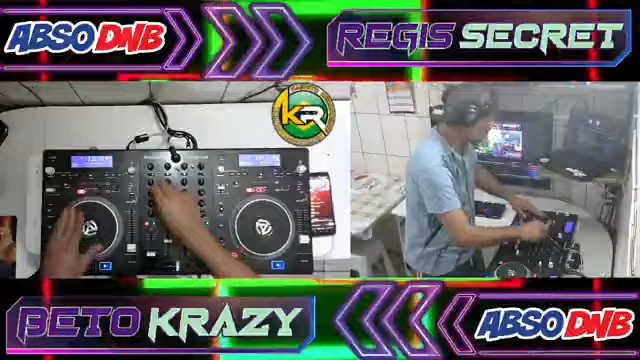 ABSO DNB
REGIS SECRET
KR
BETO KRAZY
ABSO DNB